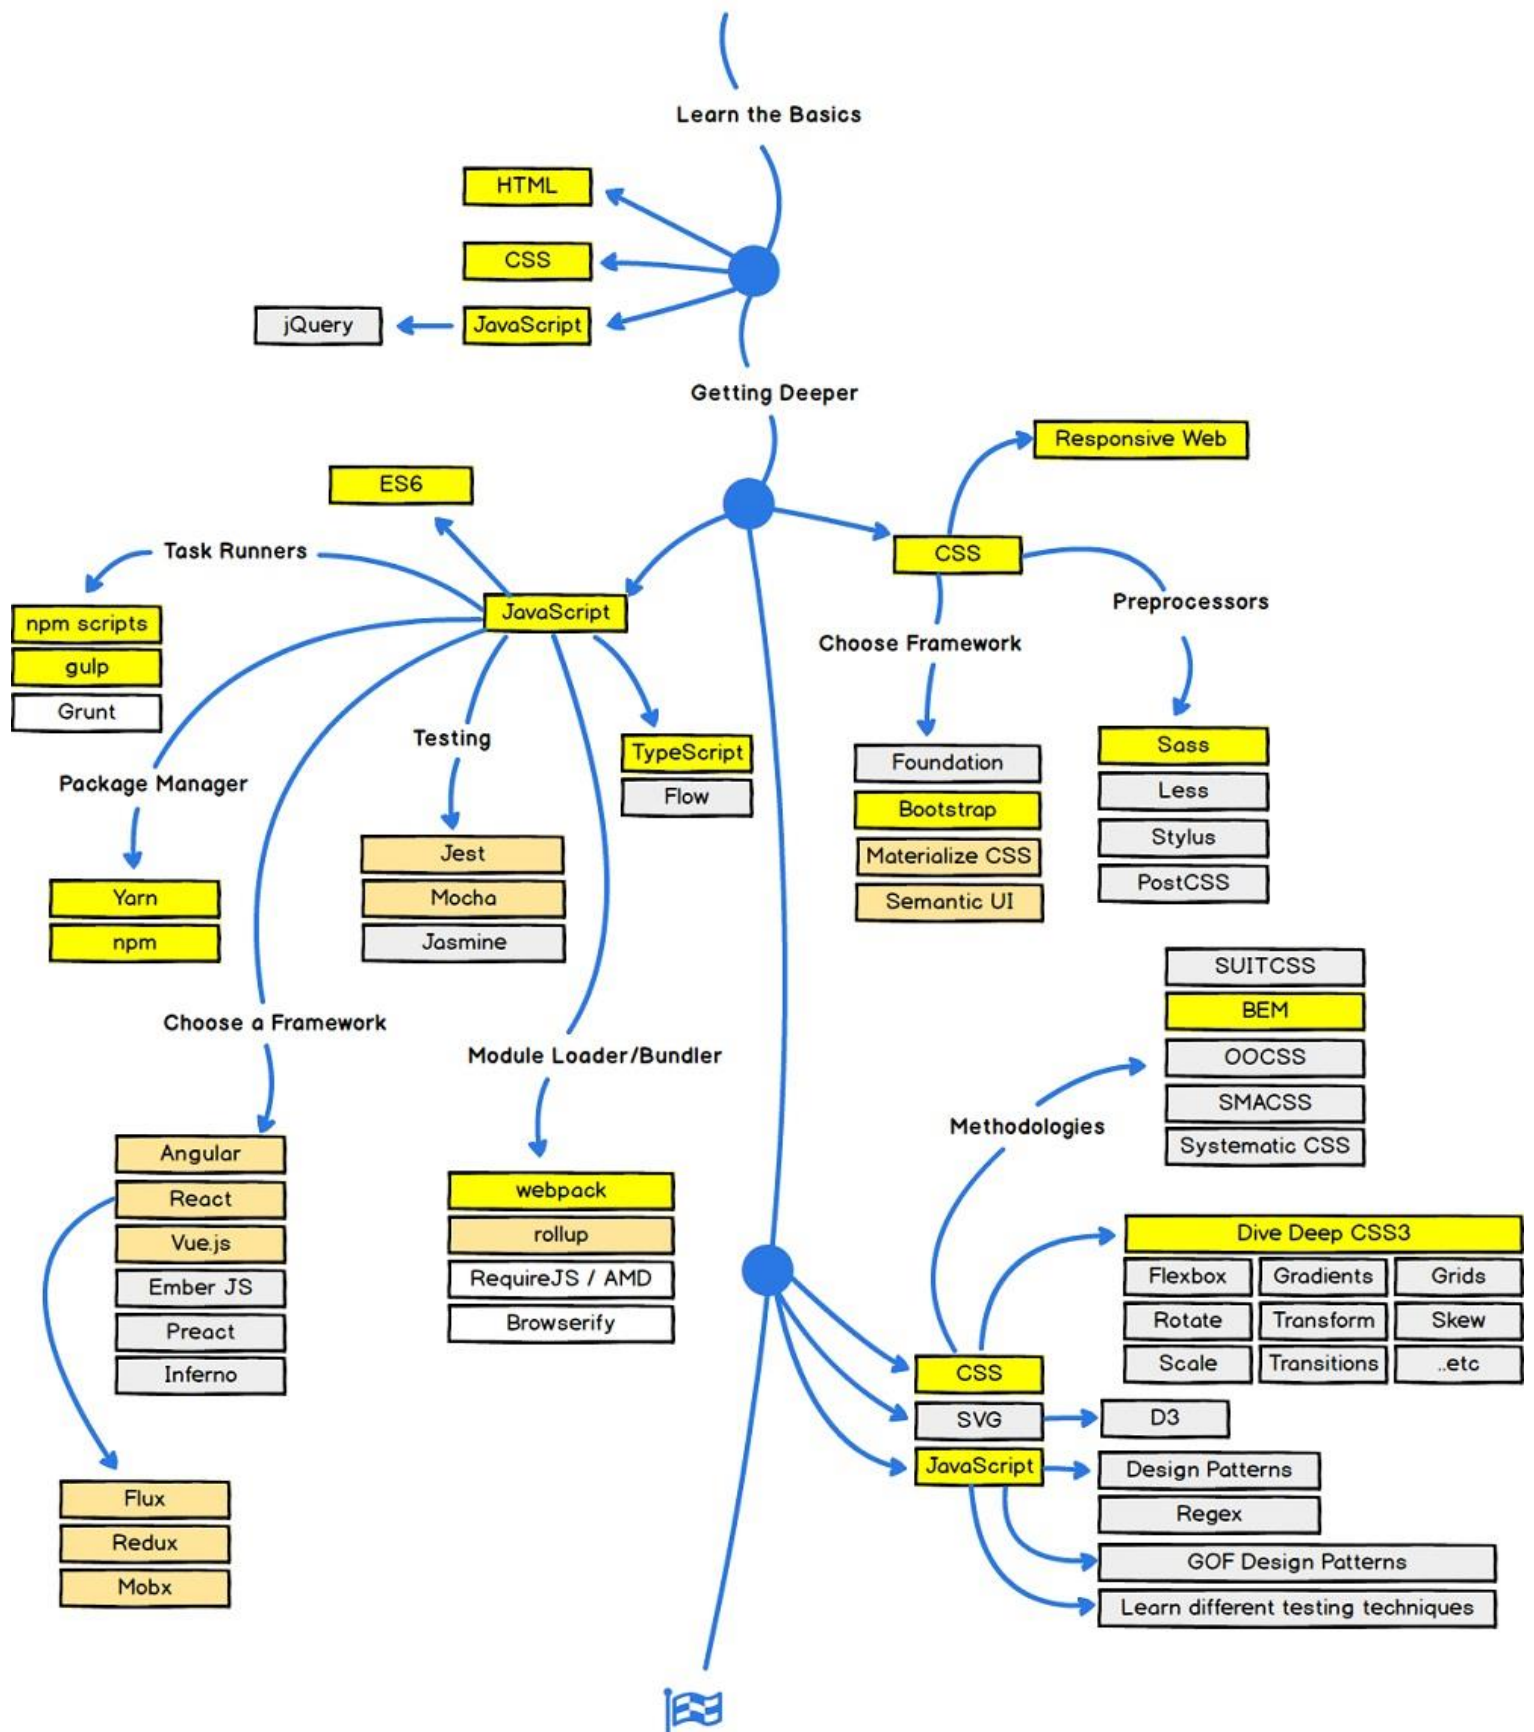 Learn the Basics
HTML
CSS
JavaScript
jQuery
Getting Deeper
Responsive Web
ES6
CSS
Task Runners
JavaScript
Preprocessors
npm scripts
gulp
Grunt
Choose Framework
Testing
TypeScript
Flow
Package Manager
Foundation
Bootstrap
Materialize CSS
Semantic UI
Sass
Less
Stylus
PostCSS
Jest
Mocha
Jasmine
Yarn
npm
SUITCSS
BEM
OOCSS
SMACSS
Systematic CSS
Choose a Framework
Module Loader/Bundler
Methodologies
Angular
React
Vue.js
Ember JS
Preact
Inferno
webpack
rollup
RequireJS / AMD
Browserify
Dive Deep CSS3
Flexbox Gradients Grids
Rotate Transform Skew
Scale Transitions ..etc
CSS
SVG
D3
JavaScript
Design Patterns
Regex
GOF Design Patterns
Learn different testing techniques
Flux
Redux
Mobx